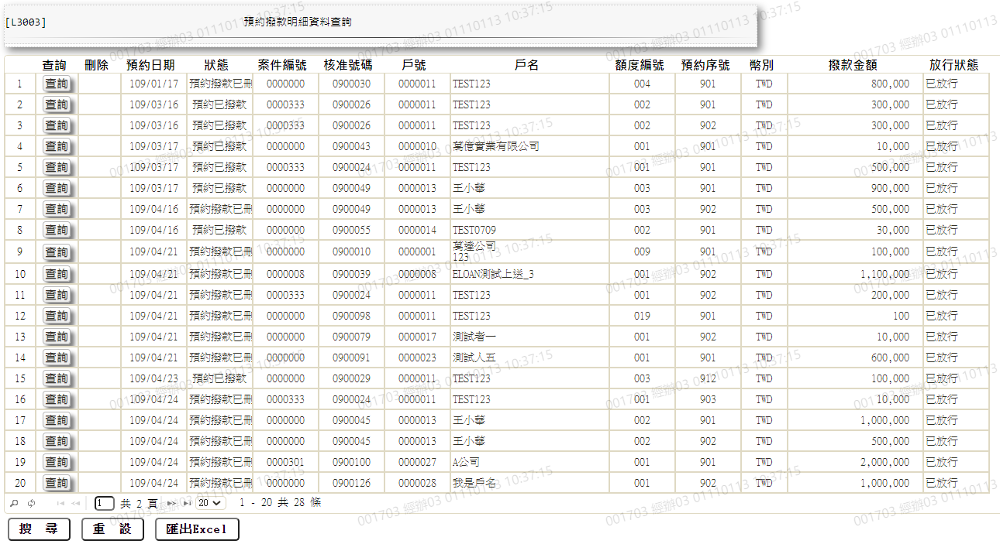 [L3003] 預約撥款明細資料查詢
查詢 刪除 預約日期 狀態 案件編號 核准號碼 戶號 戶名 額度編號 預約序號 幣別 撥款金額 放行狀態
1 查詢 109/01/17 預約撥款已刪 0000000 0900030 0000011 TEST123 004 901 TWD 800,000 已放行
2 查詢 109/03/16 預約已撥款 0000333 0900026 0000011 TEST123 002 901 TWD 300,000 已放行
3 查詢 109/03/16 預約已撥款 0000333 0900026 0000011 TEST123 002 902 TWD 300,000 已放行
4 查詢 109/03/17 預約已撥款 0000000 0900043 0000010 萬億實業有限公司 001 901 TWD 10,000 已放行
5 查詢 109/03/17 預約已撥款 0000333 0900024 0000011 TEST123 001 901 TWD 500,000 已放行
6 查詢 109/03/17 預約已撥款 0000000 0900049 0000013 王小華 003 901 TWD 900,000 已放行
7 查詢 109/04/16 預約撥款已刪 0000000 0900049 0000013 王小華 003 902 TWD 500,000 已放行
8 查詢 109/04/16 預約已撥款 0000000 0900055 0000014 TEST0709 002 901 TWD 30,000 已放行
9 查詢 109/04/21 預約撥款已刪 0000000 0900010 0000001 萬達公司 123 009 901 TWD 100,000 已放行
10 查詢 109/04/21 預約撥款已刪 0000008 0900039 0000008 ELOAN測試上送_3 001 902 TWD 1,100,000 已放行
11 查詢 109/04/21 預約撥款已刪 0000333 0900024 0000011 TEST123 001 902 TWD 200,000 已放行
12 查詢 109/04/21 預約撥款已刪 0000000 0900098 0000011 TEST123 019 901 TWD 100 已放行
13 查詢 109/04/21 預約撥款已刪 0000000 0900079 0000017 測試者一 001 902 TWD 10,000 已放行
14 查詢 109/04/21 預約撥款已刪 0000000 0900091 0000023 測試人五 001 901 TWD 600,000 已放行
15 查詢 109/04/23 預約已撥款 0000000 0900029 0000011 TEST123 003 912 TWD 100,000 已放行
16 查詢 109/04/24 預約撥款已刪 0000333 0900024 0000011 TEST123 001 903 TWD 10,000 已放行
17 查詢 109/04/24 預約撥款已刪 0000000 0900045 0000013 王小華 002 901 TWD 1,000,000 已放行
18 查詢 109/04/24 預約撥款已刪 0000000 0900045 0000013 王小華 002 902 TWD 500,000 已放行
19 查詢 109/04/24 預約撥款已刪 0000301 0900100 0000027 A公司 001 901 TWD 2,000,000 已放行
20 查詢 109/04/24 預約撥款已刪 0000000 0900126 0000028 我是戶名 001 902 TWD 1,000,000 已放行
1 共 2 頁 20 1 - 20 共 28 條
搜 尋 重 設 匯出Excel
001703 經辦03 01110113 10:37:15